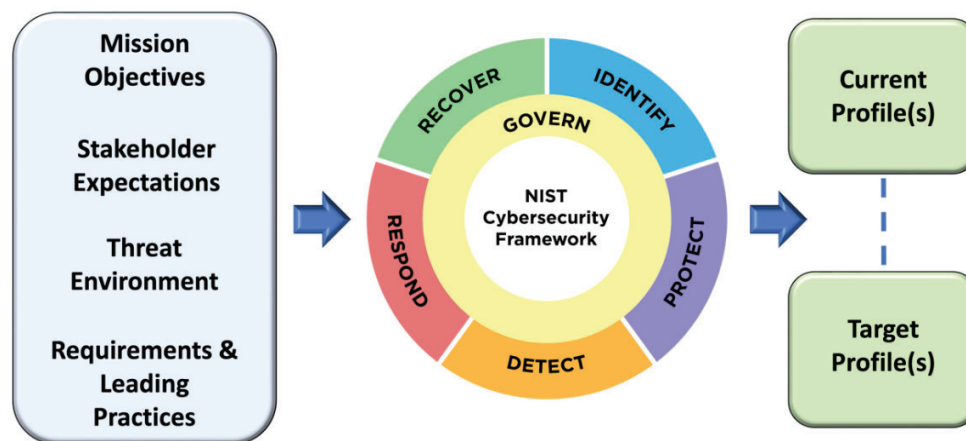 Mission
Objectives
Stakeholder
Expectations
Threat
Environment
Requirements &
Leading
Practices
RECOVER
IDENTIFY
GOVERN
NIST
Cybersecurity
Framework
RESPOND
PROTECT
DETECT
Current
Profile(s)
Target
Profile(s)